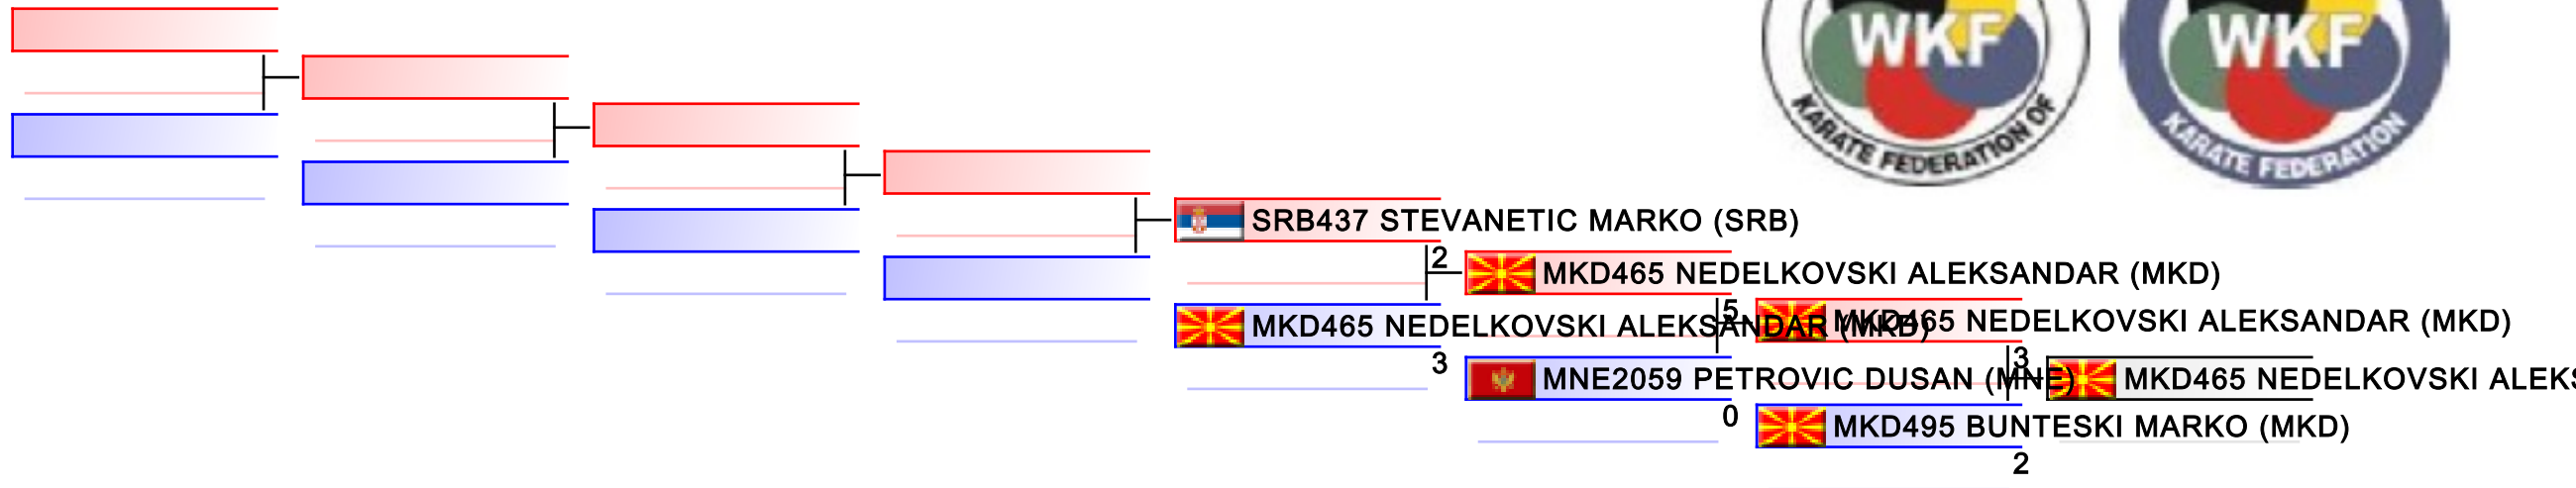 WKF
KARATE FEDERATION OF
WKF
KARATE FEDERATION
SRB437 STEVANETIC MARKO (SRB)
2
MKD465 NEDELKOVSKI ALEKSANDAR (MKD)
5
MKD465 NEDELKOVSKI ALEKSANDAR (MKD)
MKD465 NEDELKOVSKI ALEKSANDAR (MKD)
3
3
MNE2059 PETROVIC DUSAN (MNE)
MKD465 NEDELKOVSKI ALEKS
0
MKD495 BUNTESKI MARKO (MKD)
2